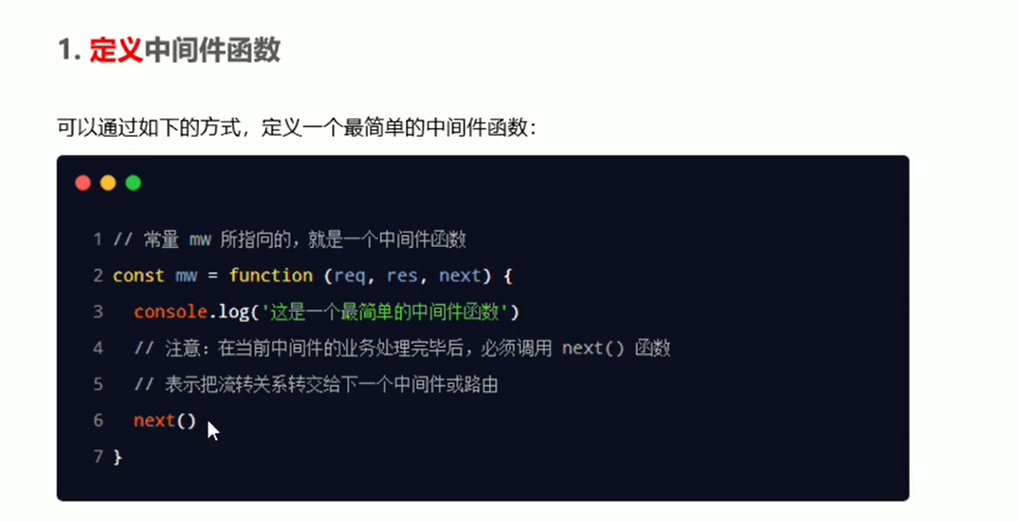 1. 定义中间件函数
可以通过如下的方式，定义一个最简单的中间件函数：
1 // 常量 mw 所指向的，就是一个中间件函数
2 const mw = function (req, res, next) {
3   console.log('这是一个最简单的中间件函数')
4   // 注意：在当前中间件的业务处理完毕后，必须调用 next() 函数
5   // 表示把流转关系转交给下一个中间件或路由
6   next()
7 }